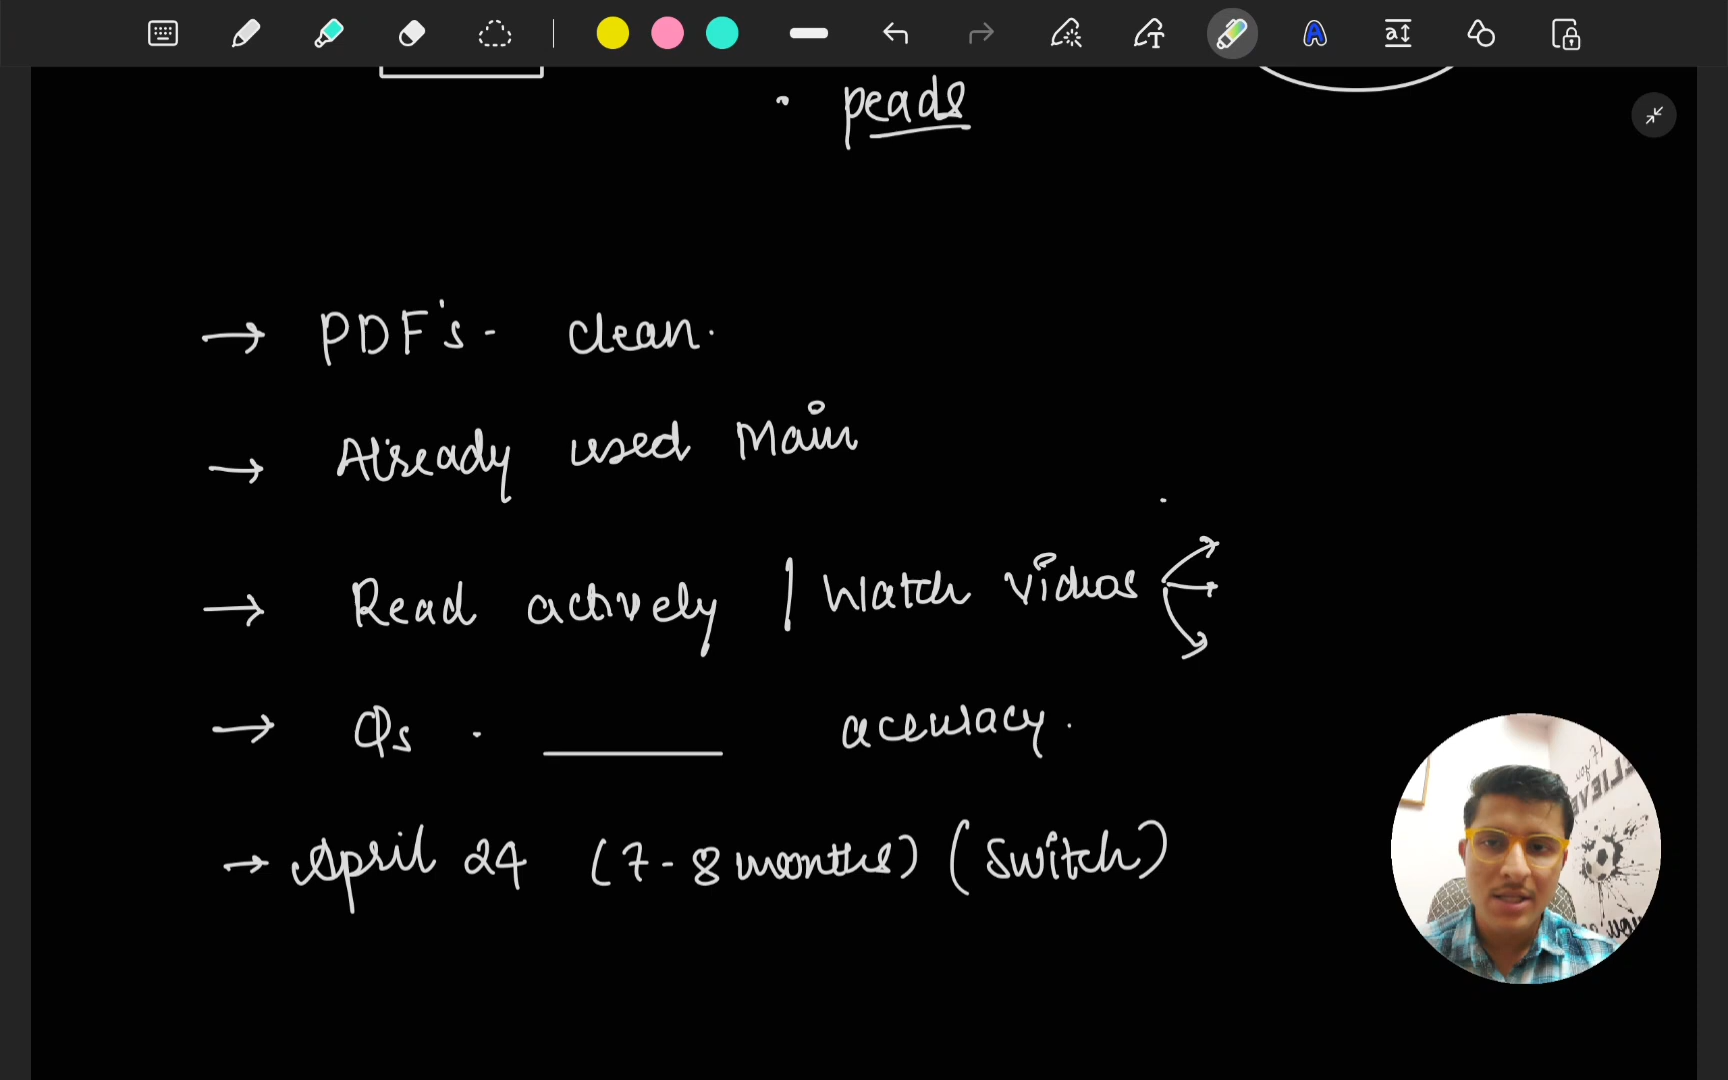 • peads
→ PDF's - clean.
→ Already used Main
→ Read actively | Watch videos
→ Qs . ______ accuracy.
→ April 24 (7-8 months) (switch)